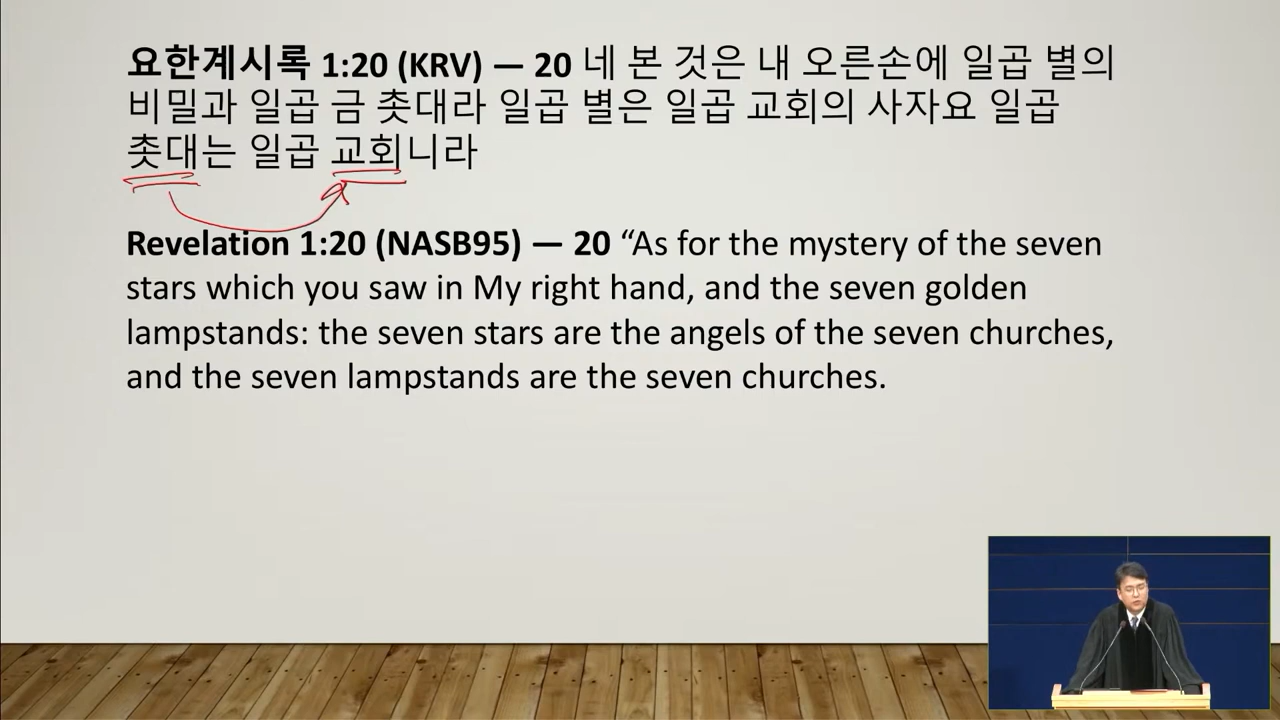 요한계시록 1:20 (KRV) — 20 네 본 것은 내 오른손에 일곱 별의
비밀과 일곱 금 촛대라 일곱 별은 일곱 교회의 사자요 일곱
촛대는 일곱 교회니라
Revelation 1:20 (NASB95) — 20 “As for the mystery of the seven
stars which you saw in My right hand, and the seven golden
lampstands: the seven stars are the angels of the seven churches,
and the seven lampstands are the seven churches.